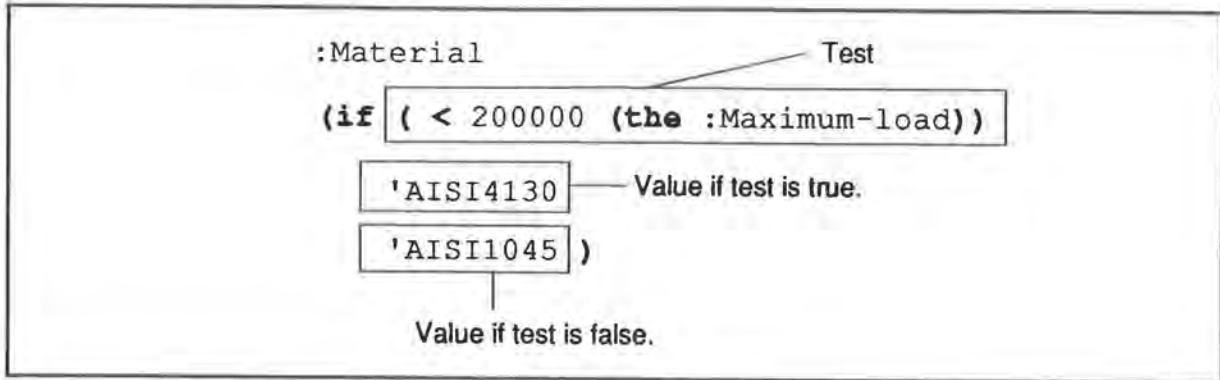 :Material Test
(if ( < 200000 (the :Maximum-load))
'AISI4130 Value if test is true.
'AISI1045 )
Value if test is false.